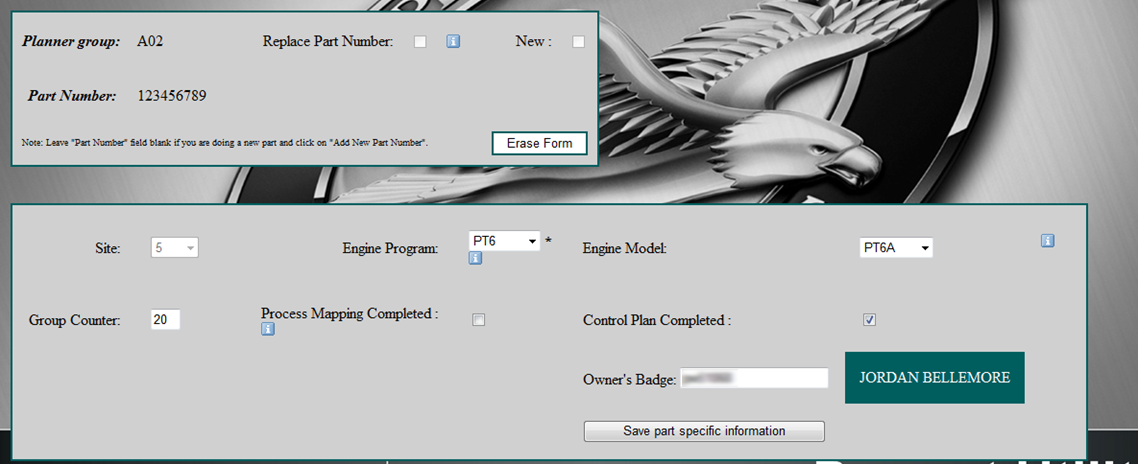 Planner group: A02 Replace Part Number: New :
Part Number: 123456789
Note: Leave "Part Number" field blank if you are doing a new part and click on "Add New Part Number".
Erase Form
Site: 5 Engine Program: PT6 * Engine Model: PT6A
Group Counter: 20 Process Mapping Completed : Control Plan Completed :
Owner's Badge: JORDAN BELLEMORE
Save part specific information